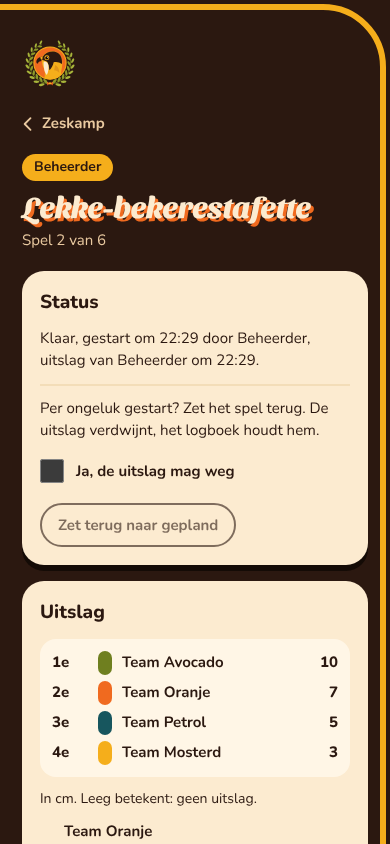 Zeskamp
Beheerder
Lekke-bekerestafette
Spel 2 van 6
Status
Klaar, gestart om 22:29 door Beheerder,
uitslag van Beheerder om 22:29.
Per ongeluk gestart? Zet het spel terug. De
uitslag verdwijnt, het logboek houdt hem.
Ja, de uitslag mag weg
Zet terug naar gepland
Uitslag
1e Team Avocado 10
2e Team Oranje 7
3e Team Petrol 5
4e Team Mosterd 3
In cm. Leeg betekent: geen uitslag.
Team Oranje